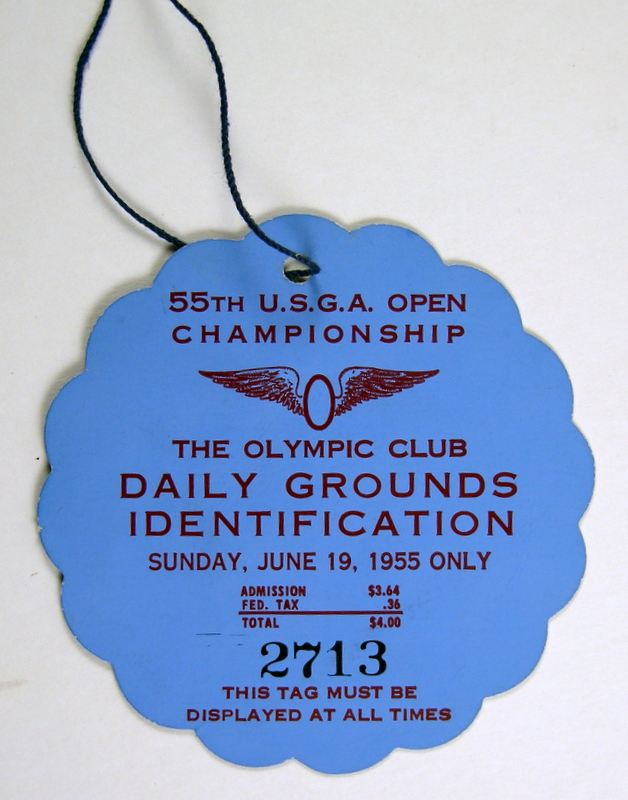 55TH U.S.G.A. OPEN
CHAMPIONSHIP
THE OLYMPIC CLUB
DAILY GROUNDS
IDENTIFICATION
SUNDAY, JUNE 19, 1955 ONLY
ADMISSION $3.64
FED. TAX .36
TOTAL $4.00
2713
THIS TAG MUST BE
DISPLAYED AT ALL TIMES